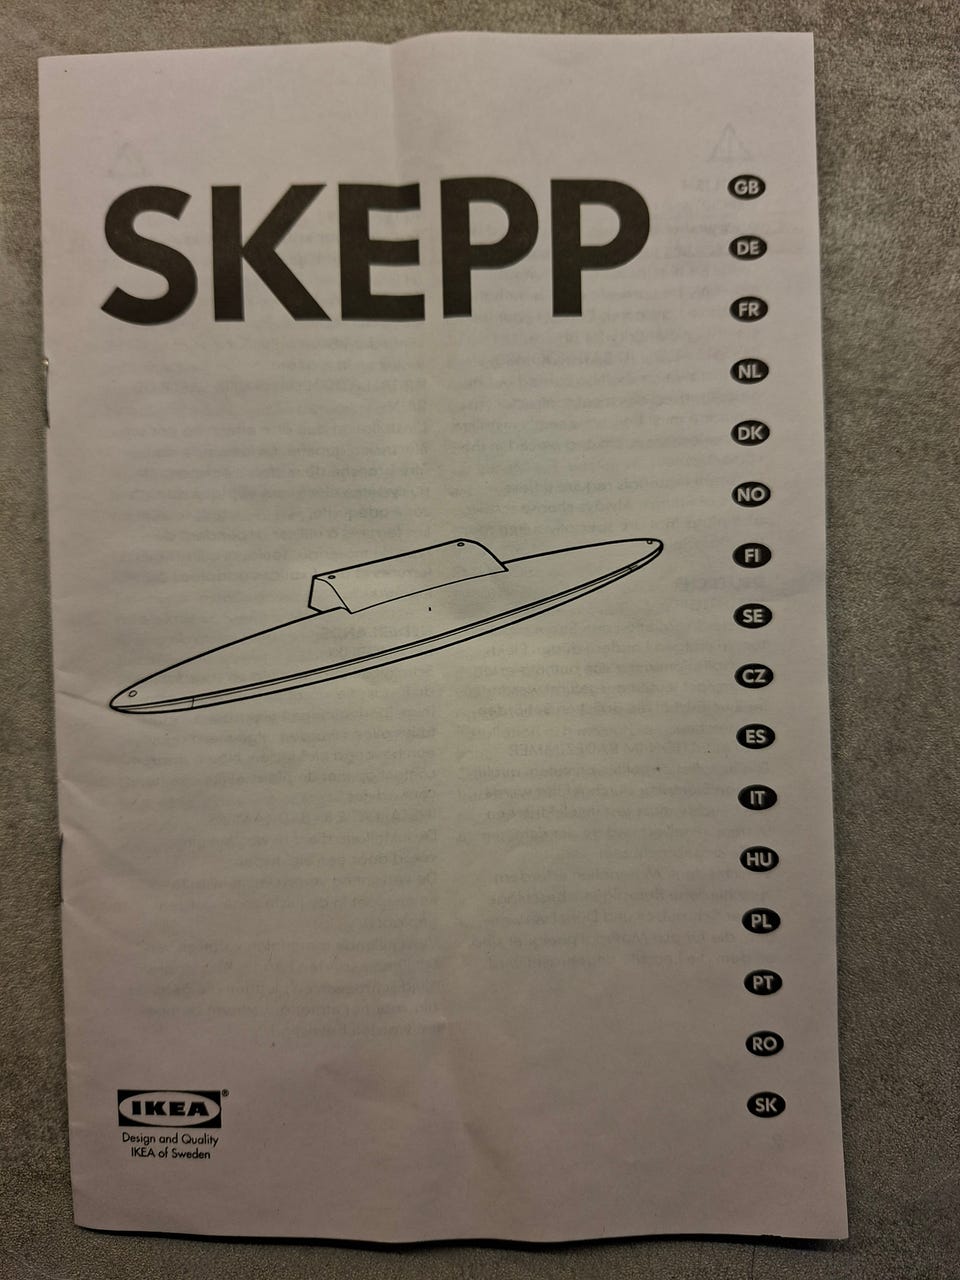 SKEPP
GB
DE
FR
NL
DK
NO
FI
SE
CZ
ES
IT
HU
PL
PT
RO
SK
IKEA®
Design and Quality
IKEA of Sweden